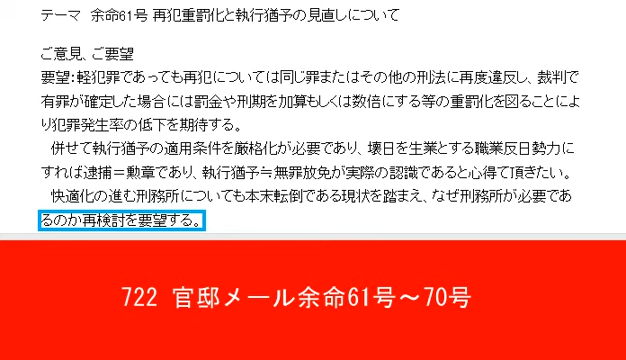 テーマ 余命61号 再犯重罰化と執行猶予の見直しについて
ご意見、ご要望
要望：軽犯罪であっても再犯については同じ罪またはその他の刑法に再度違反し、裁判で
有罪が確定した場合には罰金や刑期を加算もしくは数倍にする等の重罰化を図ることによ
り犯罪発生率の低下を期待する。
併せて執行猶予の適用条件を厳格化が必要であり、壊日を生業とする職業反日勢力に
すれば逮捕＝勲章であり、執行猶予≒無罪放免が実際の認識であると心得て頂きたい。
快適化の進む刑務所についても本末転倒である現状を踏まえ、なぜ刑務所が必要であ
るのか再検討を要望する。
722 官邸メール余命61号～70号